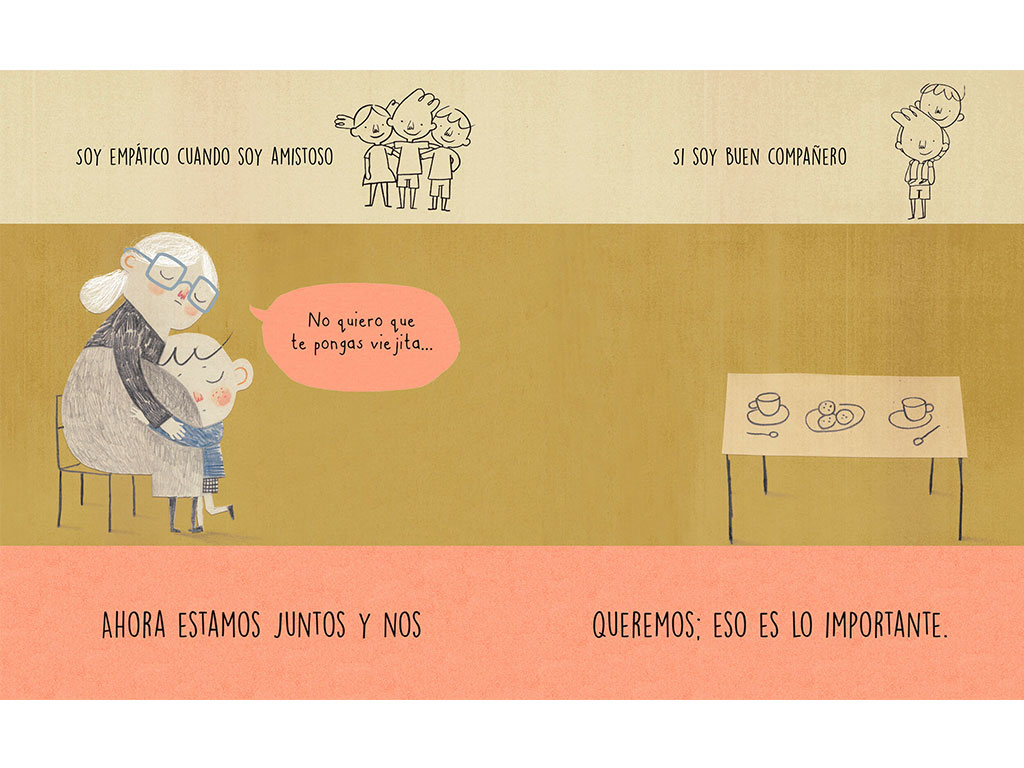 SOY EMPÁTICO CUANDO SOY AMISTOSO
SI SOY BUEN COMPAÑERO
No quiero que
te pongas viejita...
AHORA ESTAMOS JUNTOS Y NOS
QUEREMOS; ESO ES LO IMPORTANTE.